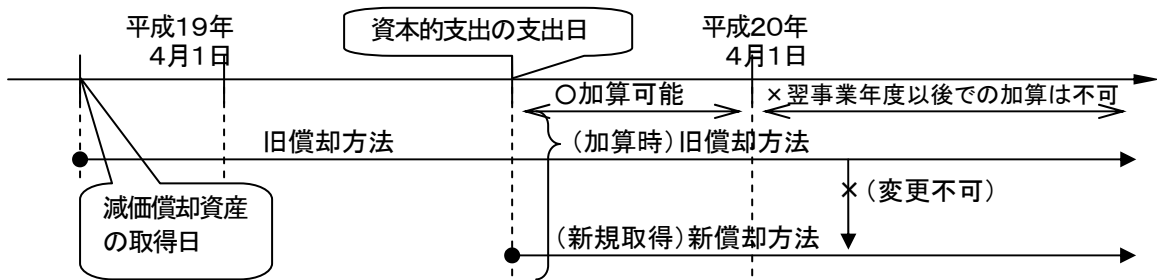 平成19年
4月1日
資本的支出の支出日
平成20年
4月1日
○加算可能
×翌事業年度以後での加算は不可
旧償却方法
(加算時)旧償却方法
減価償却資産
の取得日
×(変更不可)
(新規取得)新償却方法